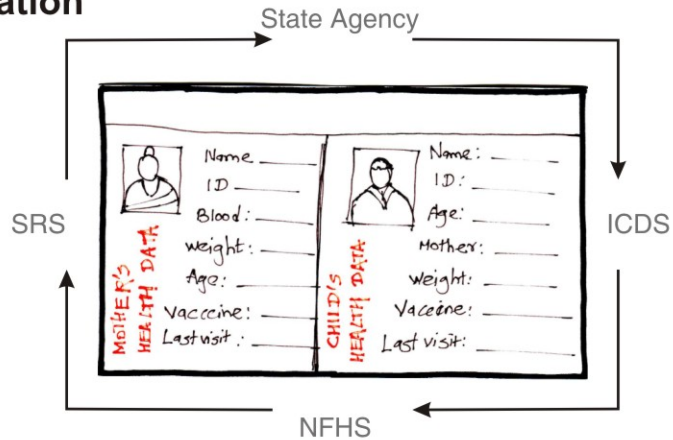 ation
State Agency
SRS
ICDS
NFHS
Name
ID
Blood:
weight:
Age:
Vacccine:
Last visit :
MOTHER'S
HEALTH DATA
Name:
ID:
Age:
Mother:
weight:
Vaccine:
Last visit:
CHILD'S
HEALTH DATA